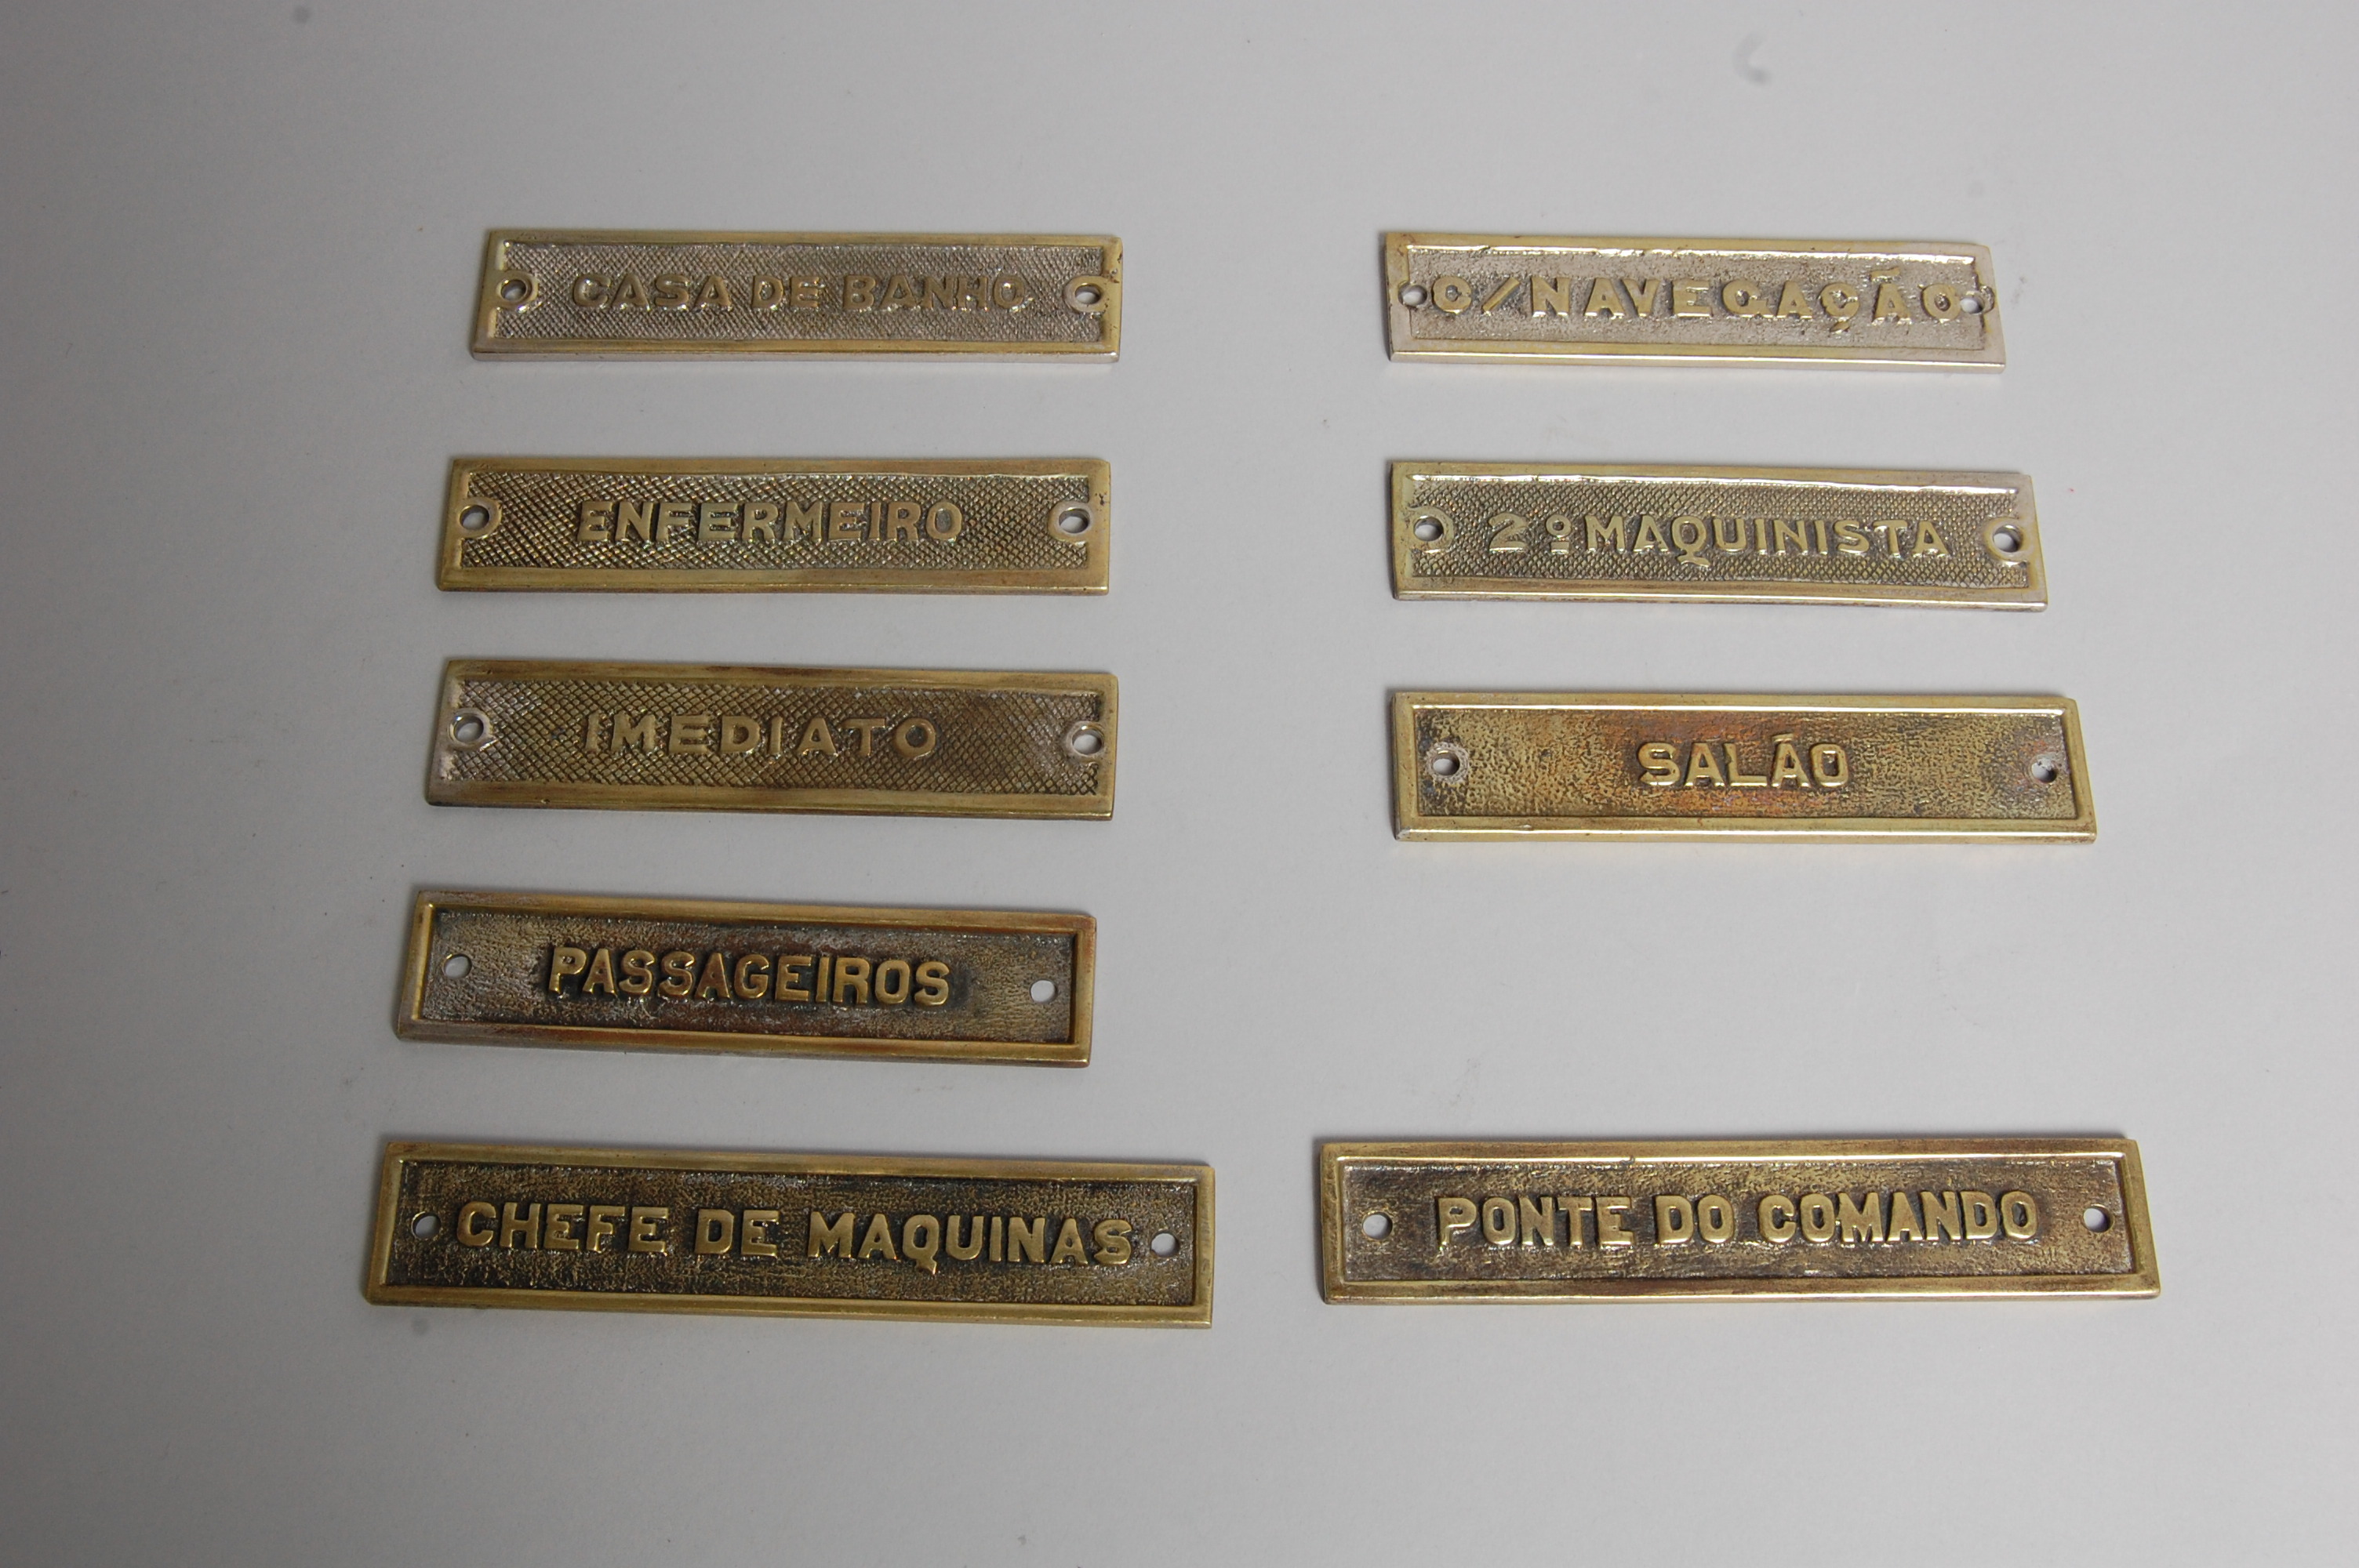 CASA DE BANHO
C/NAVEGAÇÃO
ENFERMEIRO
2º MAQUINISTA
IMEDIATO
SALÃO
PASSAGEIROS
CHEFE DE MAQUINAS
PONTE DO COMANDO